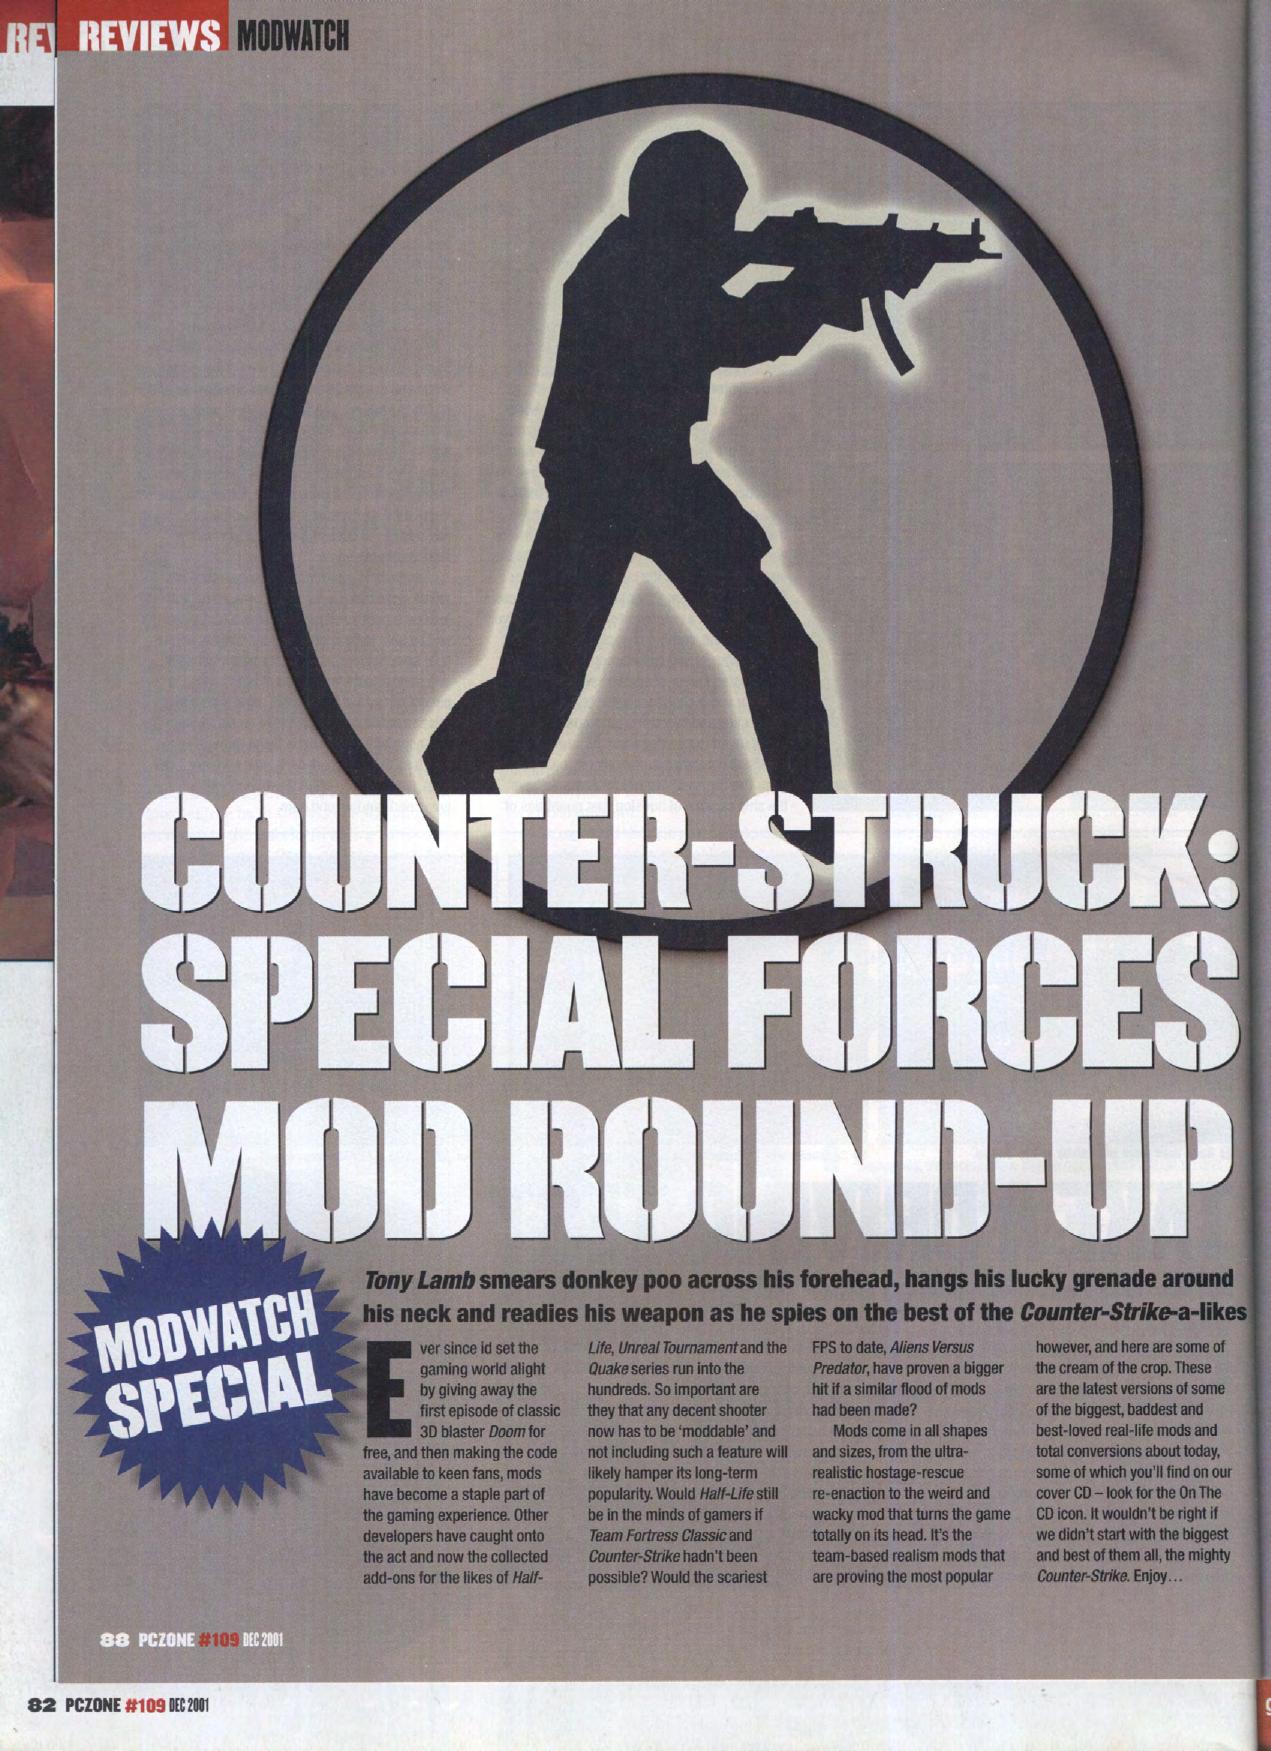 REVIEWS MODWATCH
COUNTER-STRUCK:
SPECIAL FORCES
MOD ROUND-UP
MODWATCH
SPECIAL
Tony Lamb smears donkey poo across his forehead, hangs his lucky grenade around
his neck and readies his weapon as he spies on the best of the Counter-Strike-a-likes
Ever since id set the
gaming world alight
by giving away the
first episode of classic
3D blaster Doom for
free, and then making the code
available to keen fans, mods
have become a staple part of
the gaming experience. Other
developers have caught onto
the act and now the collected
add-ons for the likes of Half-
Life, Unreal Tournament and the
Quake series run into the
hundreds. So important are
they that any decent shooter
now has to be ‘moddable’ and
not including such a feature will
likely hamper its long-term
popularity. Would Half-Life still
be in the minds of gamers if
Team Fortress Classic and
Counter-Strike hadn’t been
possible? Would the scariest
FPS to date, Aliens Versus
Predator, have proven a bigger
hit if a similar flood of mods
had been made?
Mods come in all shapes
and sizes, from the ultra-
realistic hostage-rescue
re-enaction to the weird and
wacky mod that turns the game
totally on its head. It’s the
team-based realism mods that
are proving the most popular
however, and here are some of
the cream of the crop. These
are the latest versions of some
of the biggest, baddest and
best-loved real-life mods and
total conversions about today,
some of which you’ll find on our
cover CD – look for the On The
CD icon. It wouldn’t be right if
we didn’t start with the biggest
and best of them all, the mighty
Counter-Strike. Enjoy...
88 PCZONE #109 DEC 2001
82 PCZONE #109 DEC 2001